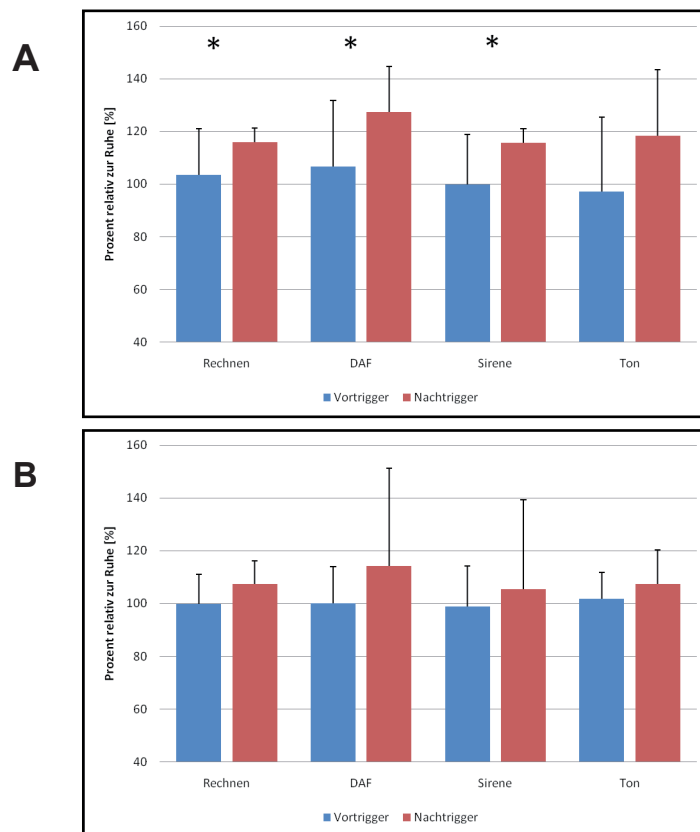 A
Prozent relativ zur Ruhe [%]
160
140
120
100
80
60
40
* * *
Rechnen DAF Sirene Ton
Vortrigger Nachtrigger
B
Prozent relativ zur Ruhe [%]
160
140
120
100
80
60
40
Rechnen DAF Sirene Ton
Vortrigger Nachtrigger